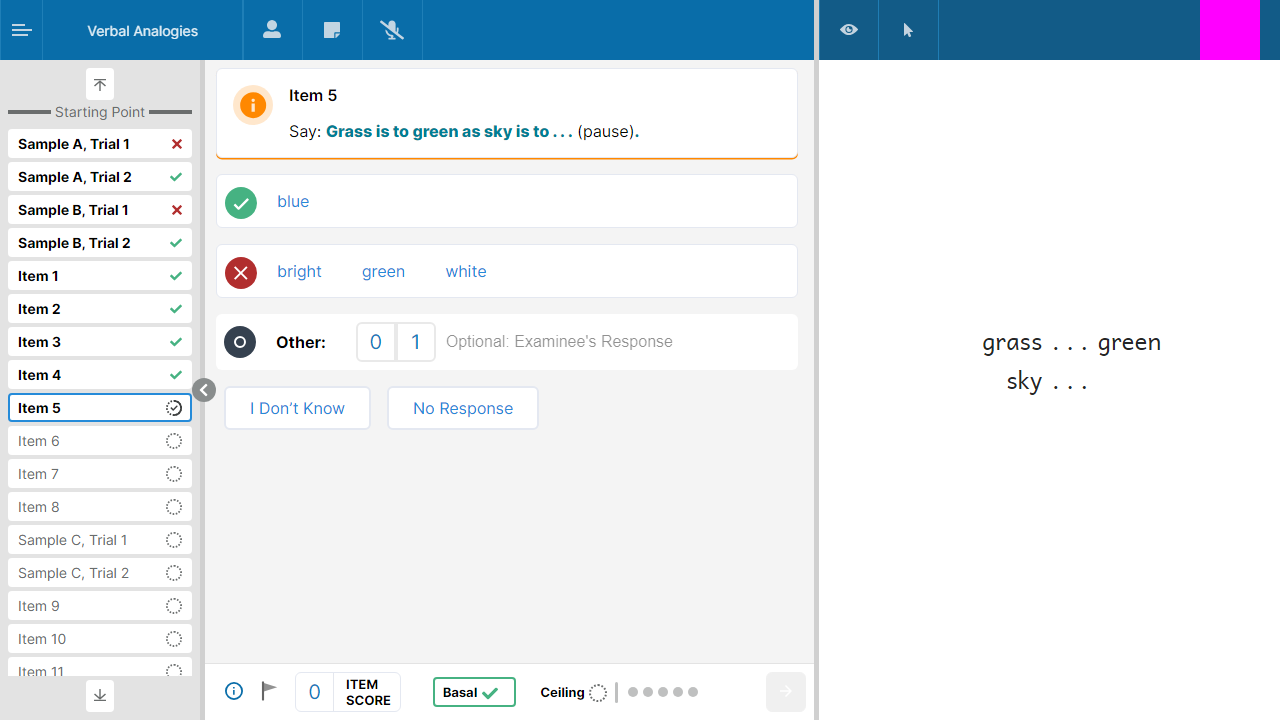 Verbal Analogies
Starting Point
Sample A, Trial 1
Sample A, Trial 2
Sample B, Trial 1
Sample B, Trial 2
Item 1
Item 2
Item 3
Item 4
Item 5
Item 6
Item 7
Item 8
Sample C, Trial 1
Sample C, Trial 2
Item 9
Item 10
Item 11
Item 5
Say: Grass is to green as sky is to . . . (pause).
blue
bright green white
Other: 0 1 Optional: Examinee's Response
I Don’t Know No Response
0 ITEM SCORE Basal Ceiling
grass . . . green
sky . . .